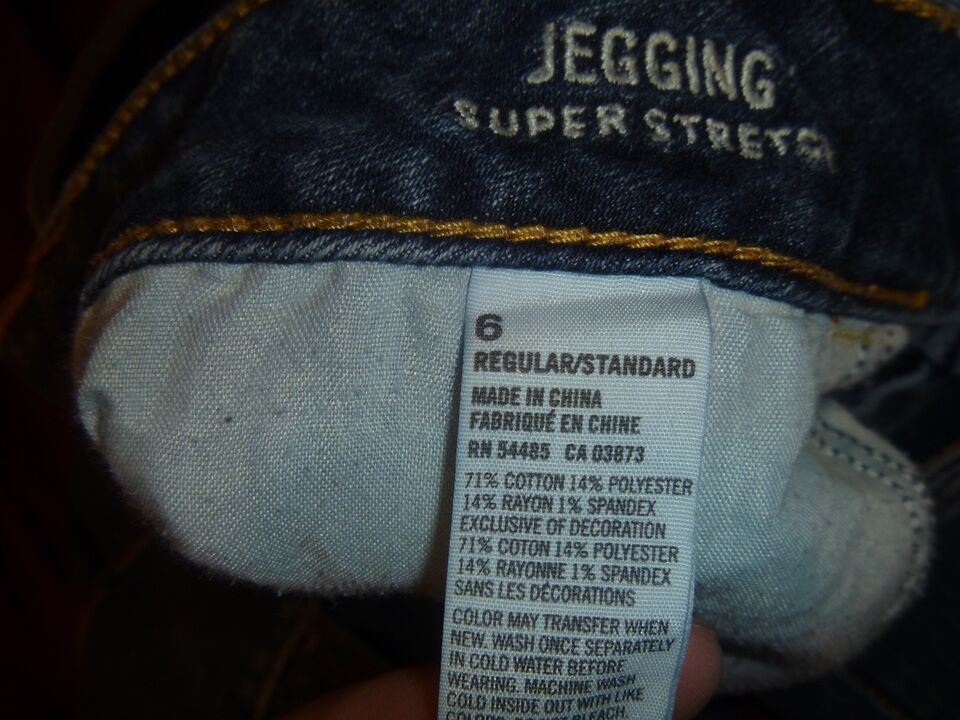 JEGGING
SUPER STRETCH
6
REGULAR/STANDARD
MADE IN CHINA
FABRIQUÉ EN CHINE
RN 54485 CA 03873
71% COTTON 14% POLYESTER
14% RAYON 1% SPANDEX
EXCLUSIVE OF DECORATION
71% COTON 14% POLYESTER
14% RAYONNE 1% SPANDEX
SANS LES DÉCORATIONS
COLOR MAY TRANSFER WHEN
NEW. WASH ONCE SEPARATELY
IN COLD WATER BEFORE
WEARING. MACHINE WASH
COLD INSIDE OUT WITH LIKE
BLEACH.